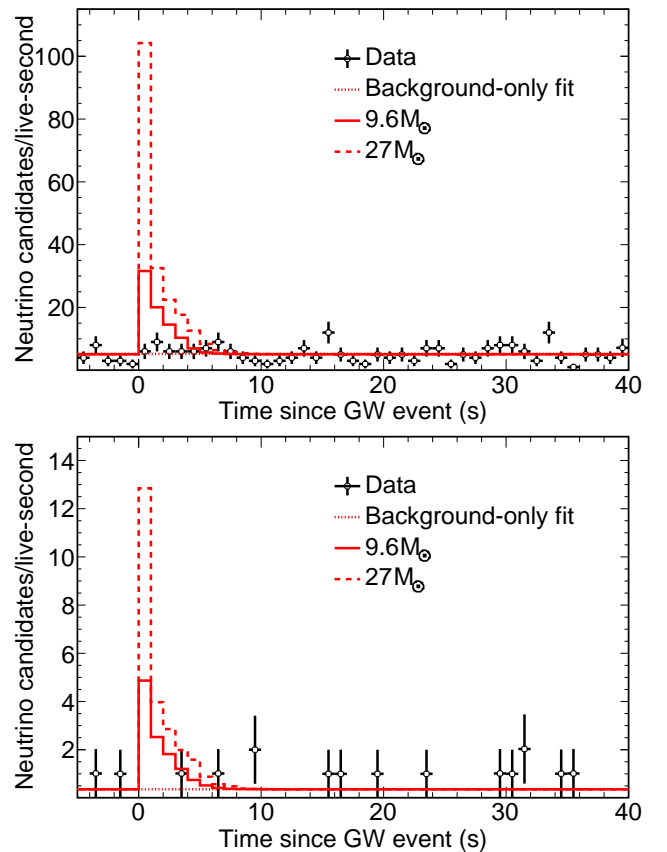 Neutrino candidates/live-second
100
80
60
40
20
Data
Background-only fit
9.6M☉
27M☉
0 10 20 30 40
Time since GW event (s)
Neutrino candidates/live-second
14
12
10
8
6
4
2
Data
Background-only fit
9.6M☉
27M☉
0 10 20 30 40
Time since GW event (s)